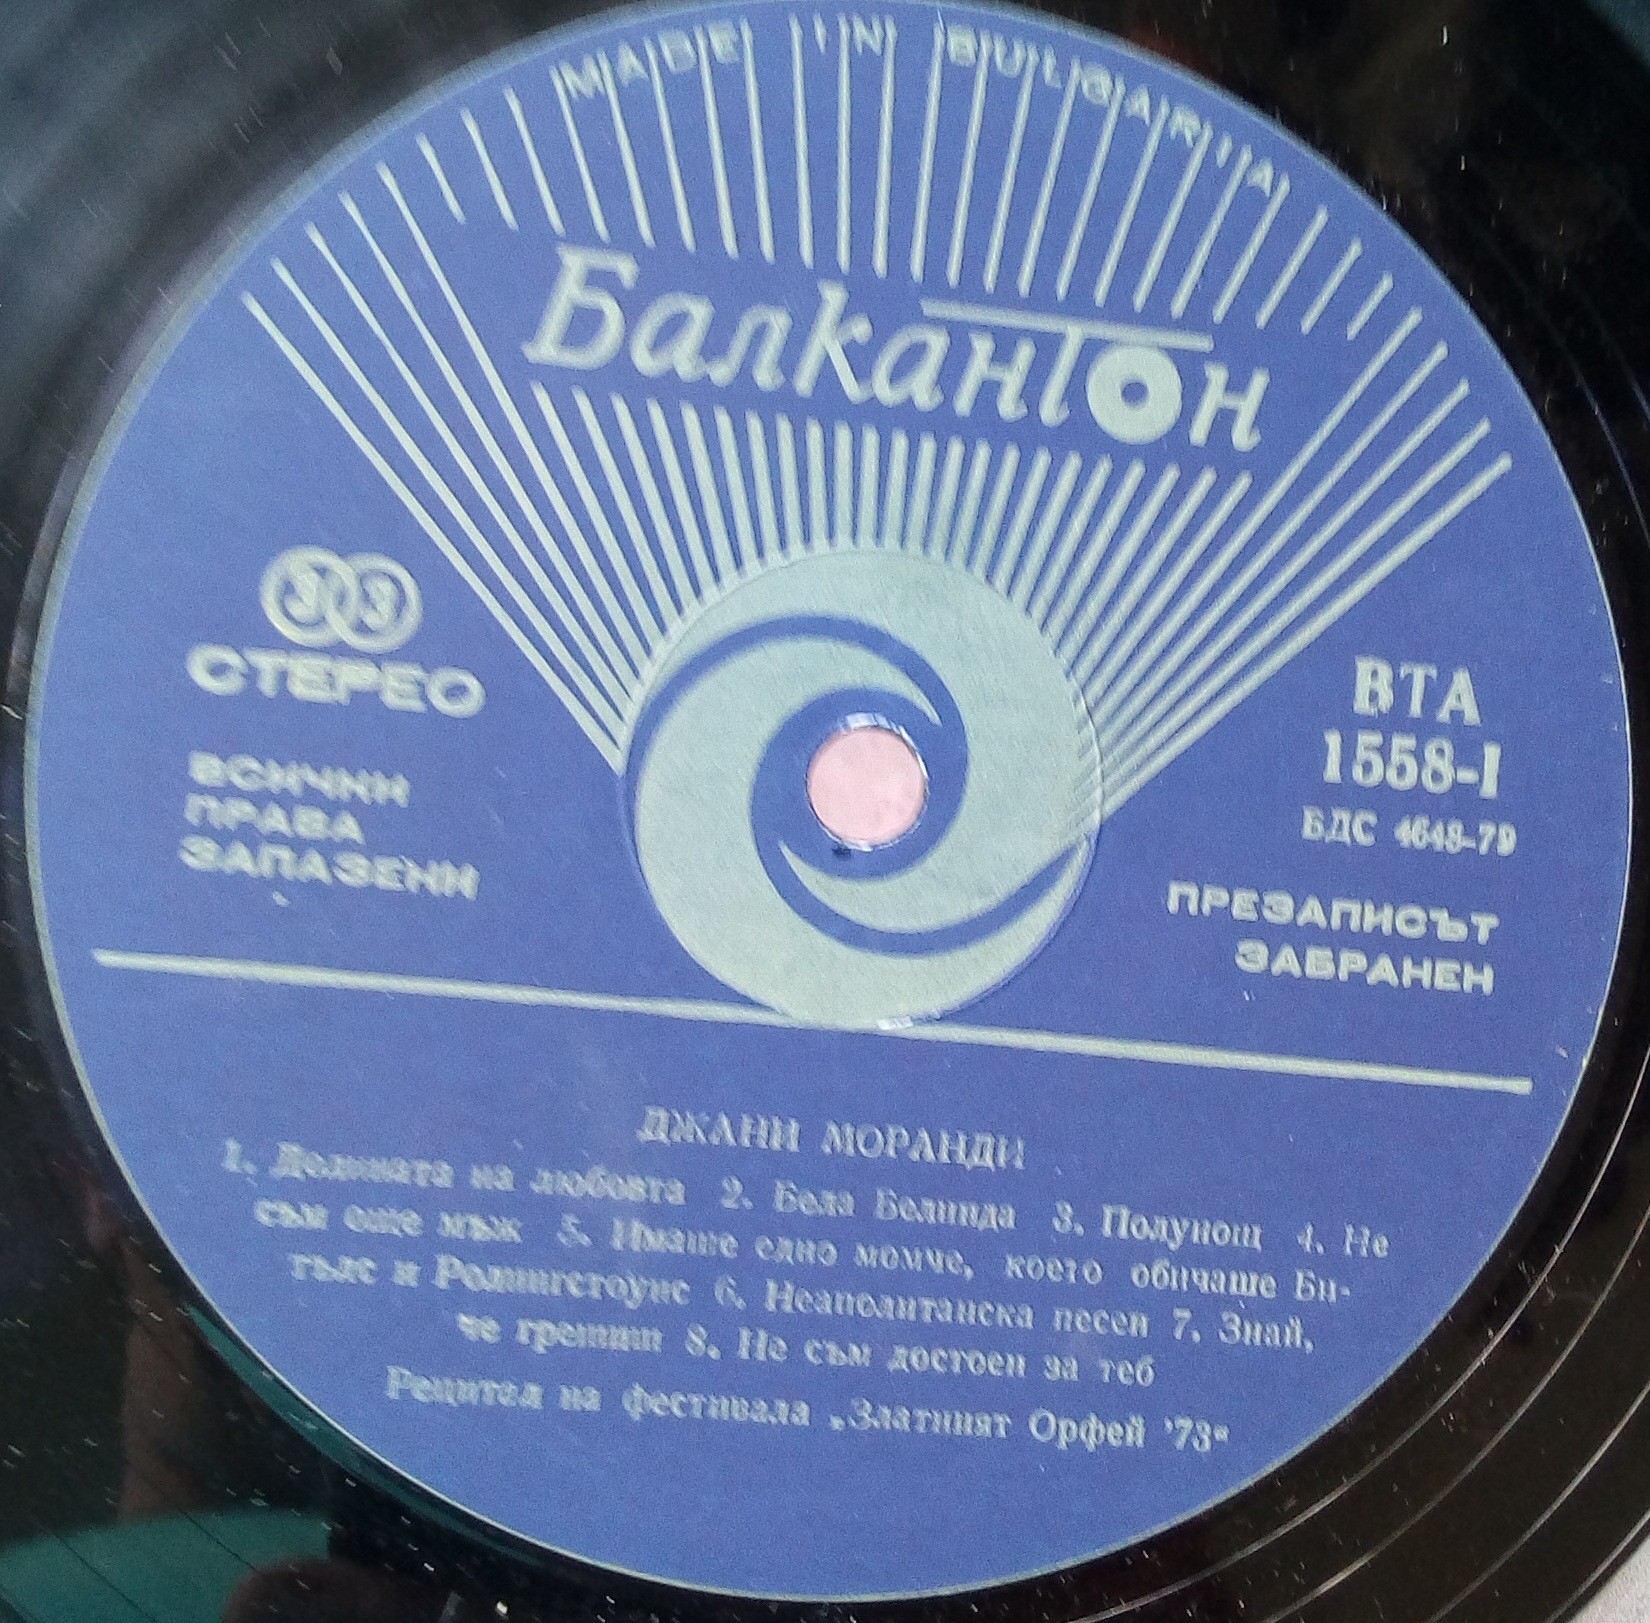 MADE IN BULGARIA
Балкантон
33
СТЕРЕО
ВСИЧКИ
ПРАВА
ЗАПАЗЕНИ
ВТА
1558-I
БДС 4648-79
ПРЕЗАПИСЪТ
ЗАБРАНЕН
ДЖАНИ МОРАНДИ
1. Долината на любовта 2. Бела Белинда 3. Полунощ 4. Не
съм още мъж 5. Имаше едно момче, което обичаше Би-
тълс и Ролингстоунс 6. Неаполитанска песен 7. Знай,
че грешиш 8. Не съм достоен за теб
Рецитал на фестивала „Златният Орфей '73“